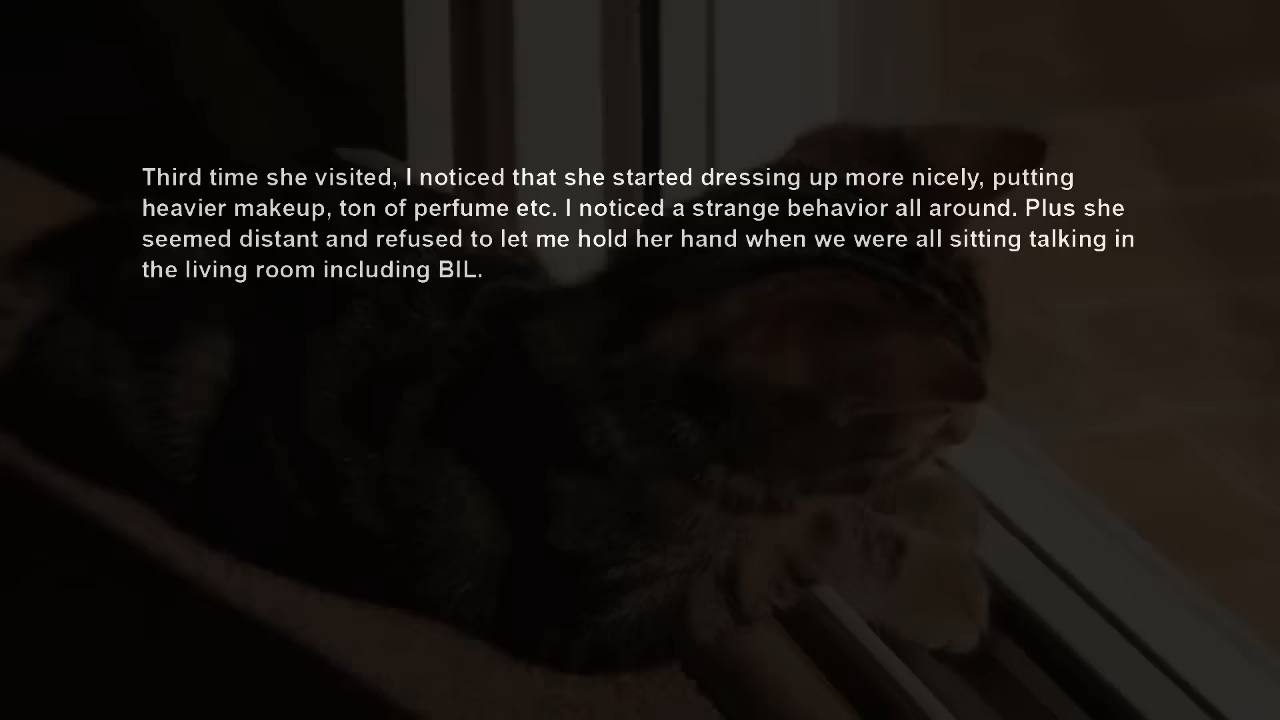 Third time she visited, I noticed that she started dressing up more nicely, putting
heavier makeup, ton of perfume etc. I noticed a strange behavior all around. Plus she
seemed distant and refused to let me hold her hand when we were all sitting talking in
the living room including BIL.